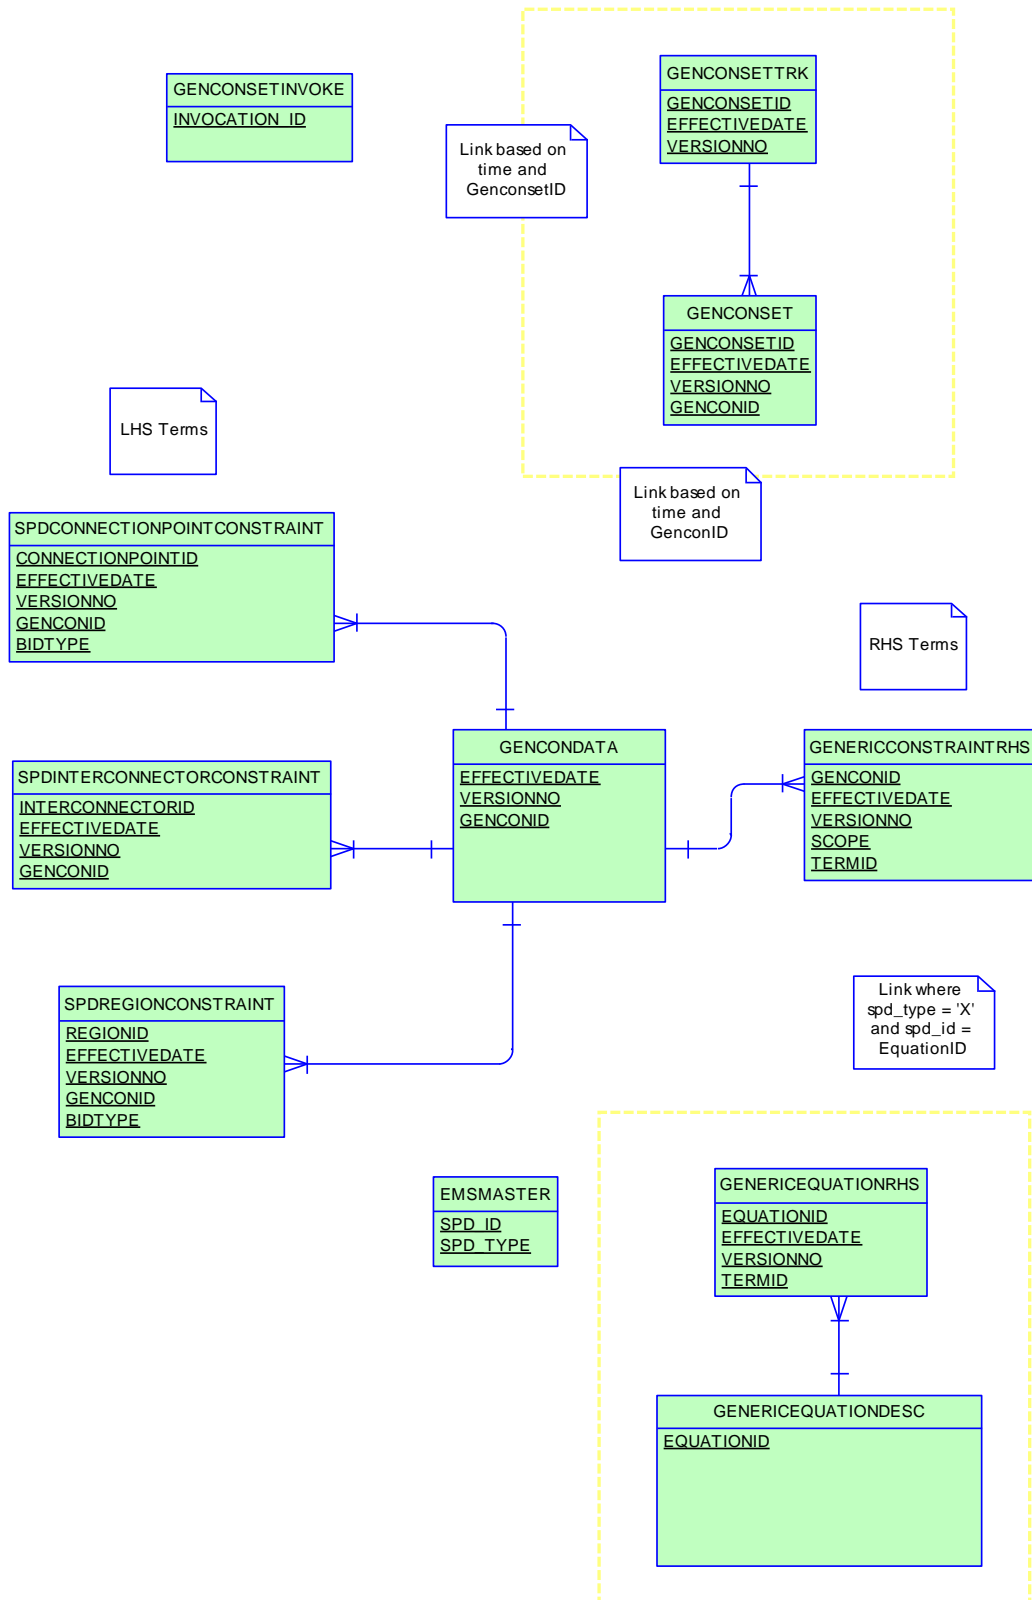 GENCONSETINVOKE
INVOCATION_ID
GENCONSETTRK
GENCONSETID
EFFECTIVEDATE
VERSIONNO
Link based on
time and
GenconsetID
GENCONSET
GENCONSETID
EFFECTIVEDATE
VERSIONNO
GENCONID
LHS Terms
Link based on
time and
GenconID
SPDCONNECTIONPOINTCONSTRAINT
CONNECTIONPOINTID
EFFECTIVEDATE
VERSIONNO
GENCONID
BIDTYPE
RHS Terms
GENCONDATA
EFFECTIVEDATE
VERSIONNO
GENCONID
GENERICCONSTRAINTRHS
GENCONID
EFFECTIVEDATE
VERSIONNO
SCOPE
TERMID
SPDINTERCONNECTORCONSTRAINT
INTERCONNECTORID
EFFECTIVEDATE
VERSIONNO
GENCONID
SPDREGIONCONSTRAINT
REGIONID
EFFECTIVEDATE
VERSIONNO
GENCONID
BIDTYPE
Link where
spd_type = 'X'
and spd_id =
EquationID
EMSMASTER
SPD_ID
SPD_TYPE
GENERICEQUATIONRHS
EQUATIONID
EFFECTIVEDATE
VERSIONNO
TERMID
GENERICEQUATIONDESC
EQUATIONID